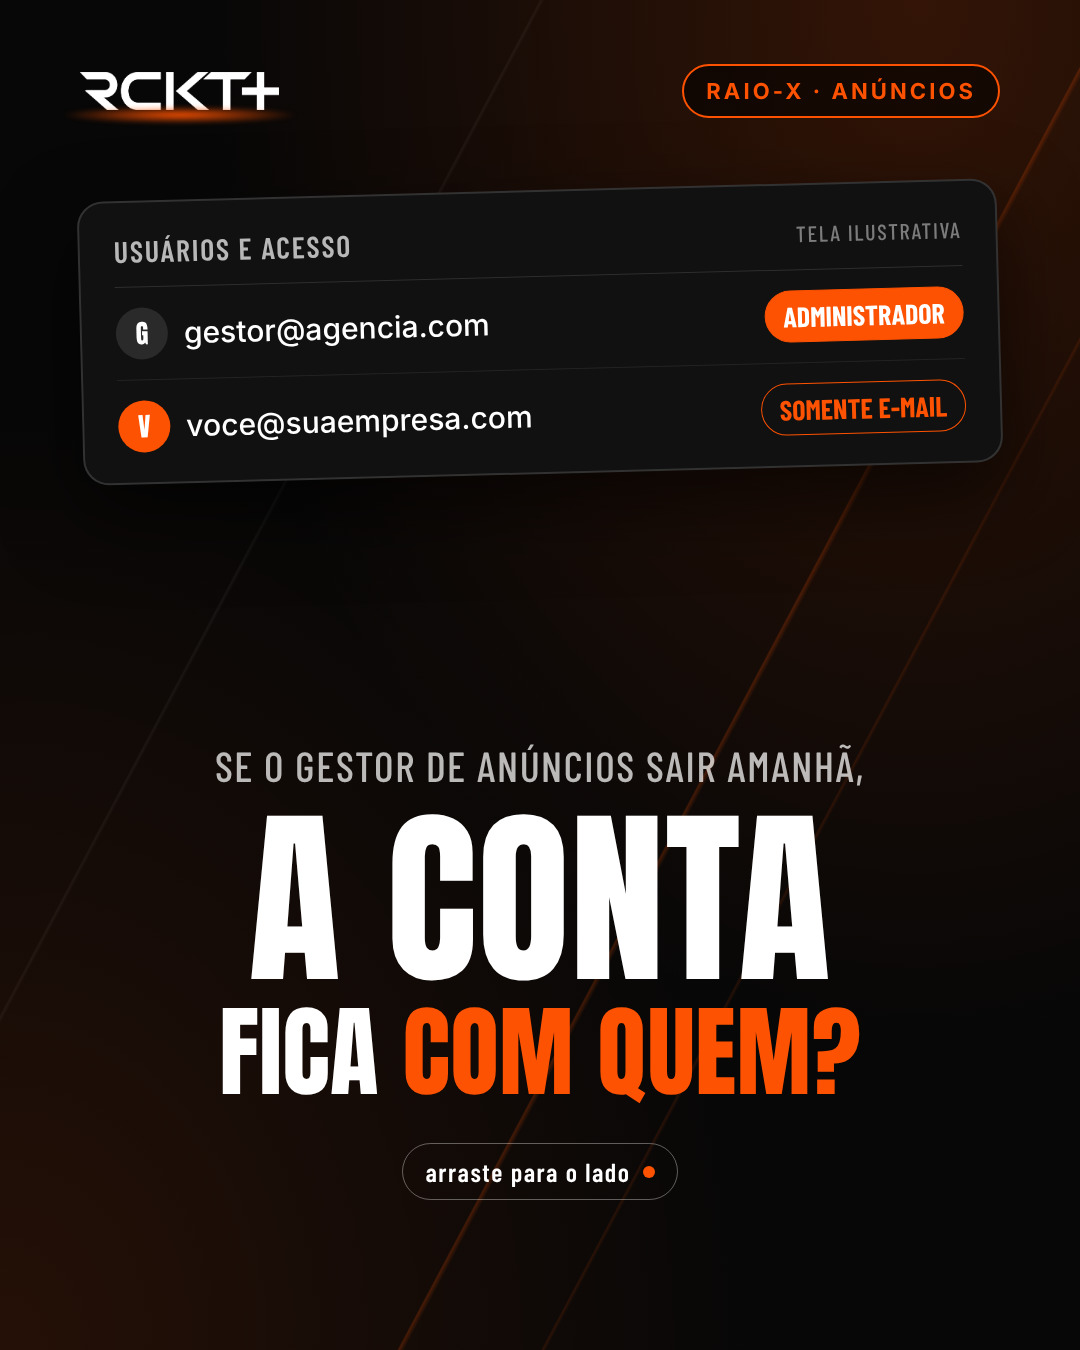 RCKT+
RAIO-X · ANÚNCIOS
USUÁRIOS E ACESSO
TELA ILUSTRATIVA
G gestor@agencia.com ADMINISTRADOR
V voce@suaempresa.com SOMENTE E-MAIL
SE O GESTOR DE ANÚNCIOS SAIR AMANHÃ,
A CONTA
FICA COM QUEM?
arraste para o lado